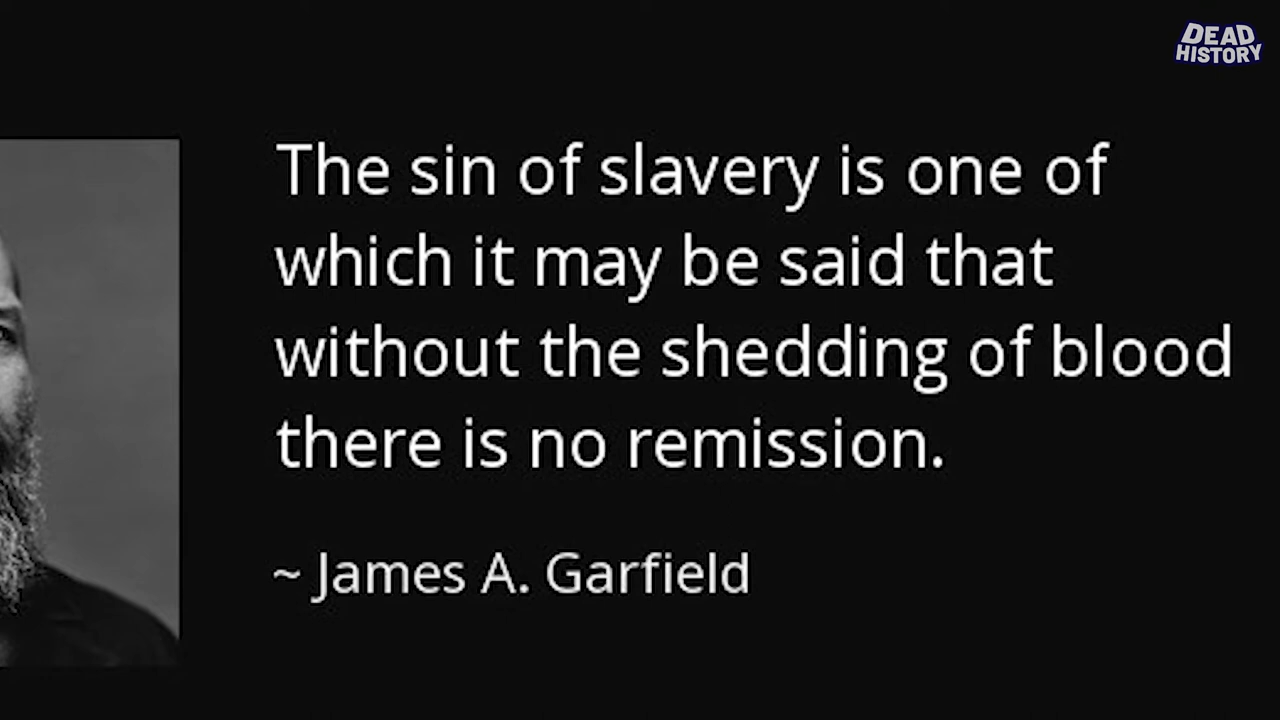 DEAD
HISTORY
The sin of slavery is one of
which it may be said that
without the shedding of blood
there is no remission.
~ James A. Garfield